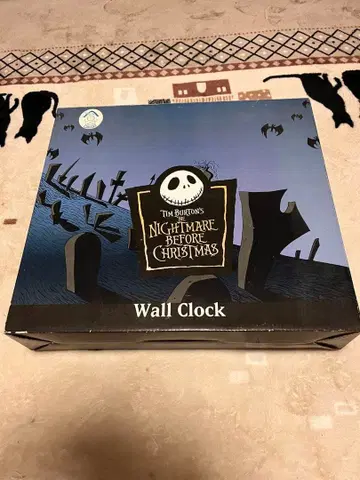 TIM BURTON'S
THE
NIGHTMARE
BEFORE
CHRISTMAS
Wall Clock